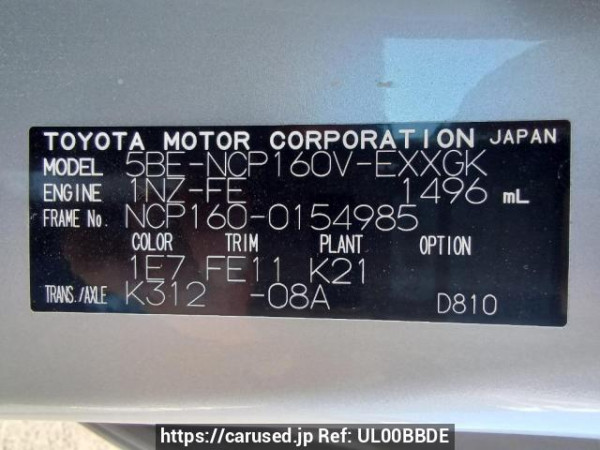 TOYOTA MOTOR CORPORATION JAPAN
MODEL 5BE-NCP160V-EXXGK
ENGINE 1NZ-FE 1496 mL
FRAME No. NCP160-0154985
COLOR TRIM PLANT OPTION
1E7 FE11 K21
TRANS./AXLE K312 -08A D810
https://carused.jp Ref: UL00BBDE